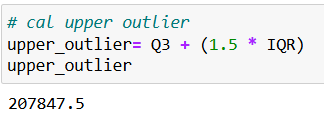 # cal upper outlier
upper_outlier= Q3 + (1.5 * IQR)
upper_outlier
207847.5